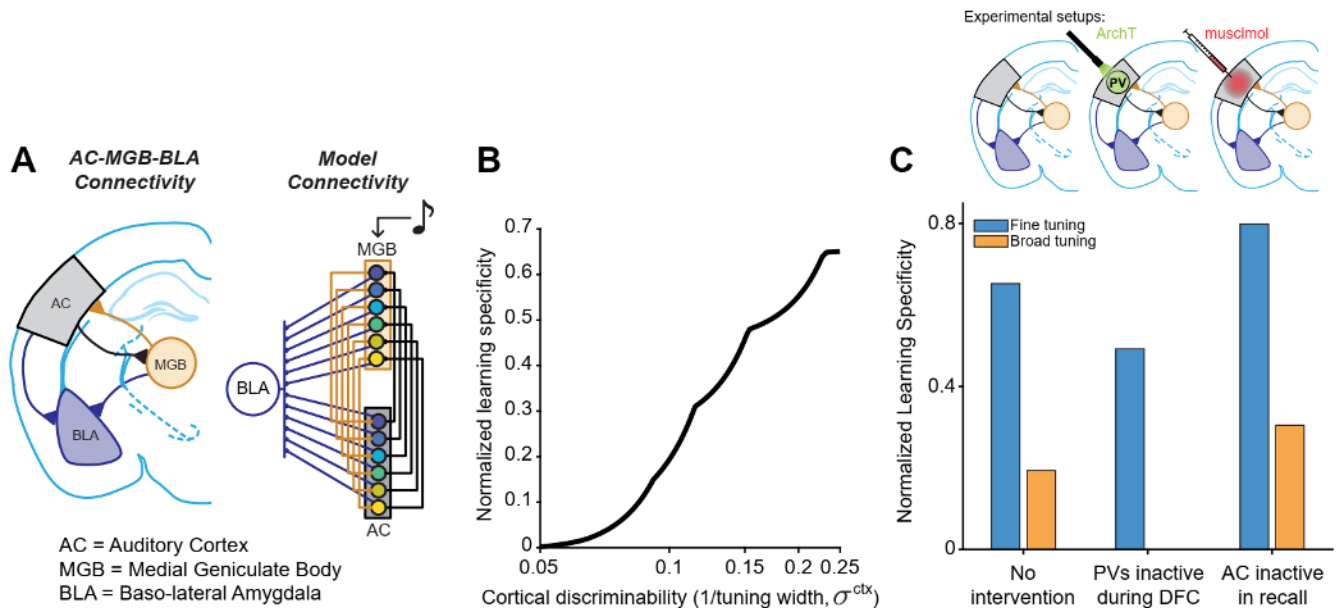 Experimental setups:
ArchT
muscimol
PV
A
AC-MGB-BLA
Connectivity
Model
Connectivity
AC
MGB
BLA
MGB
BLA
AC
AC = Auditory Cortex
MGB = Medial Geniculate Body
BLA = Baso-lateral Amygdala
B
Normalized learning specificity
0.7
0.6
0.5
0.4
0.3
0.2
0.1
0
0.05
0.1
0.15
0.2
0.25
Cortical discriminability (1/tuning width, σctx)
C
Normalized Learning Specificity
0.8
0.4
0
Fine tuning
Broad tuning
No
intervention
PVs inactive
during DFC
AC inactive
in recall